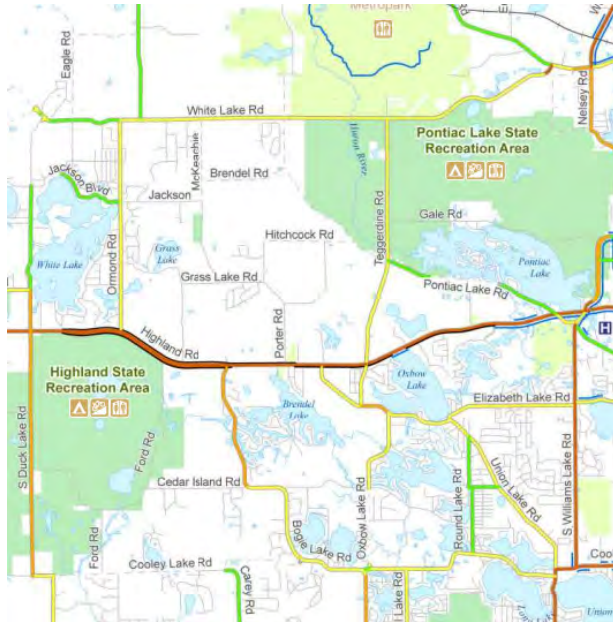 Metropark
Eagle Rd
White Lake Rd
Nelsey Rd
Pontiac Lake State
Recreation Area
Huron River
McKeachie
Brendel Rd
Jackson Blvd
Jackson
Gale Rd
Hitchcock Rd
Teggerdine Rd
Ormond Rd
Grass
Lake
White Lake
Pontiac
Lake
Grass Lake Rd
Pontiac Lake Rd
Porter Rd
Highland Rd
H
Highland State
Recreation Area
Oxbow
Lake
Brendel
Lake
Elizabeth Lake Rd
S Duck Lake Rd
Ford Rd
Cedar Island Rd
Union Lake Rd
S Williams Lake Rd
Oxbow Lake Rd
Round Lake Rd
Bogie Lake Rd
Ford Rd
Cooley Lake Rd
Coo
Carey Rd
l Lake Rd
Union